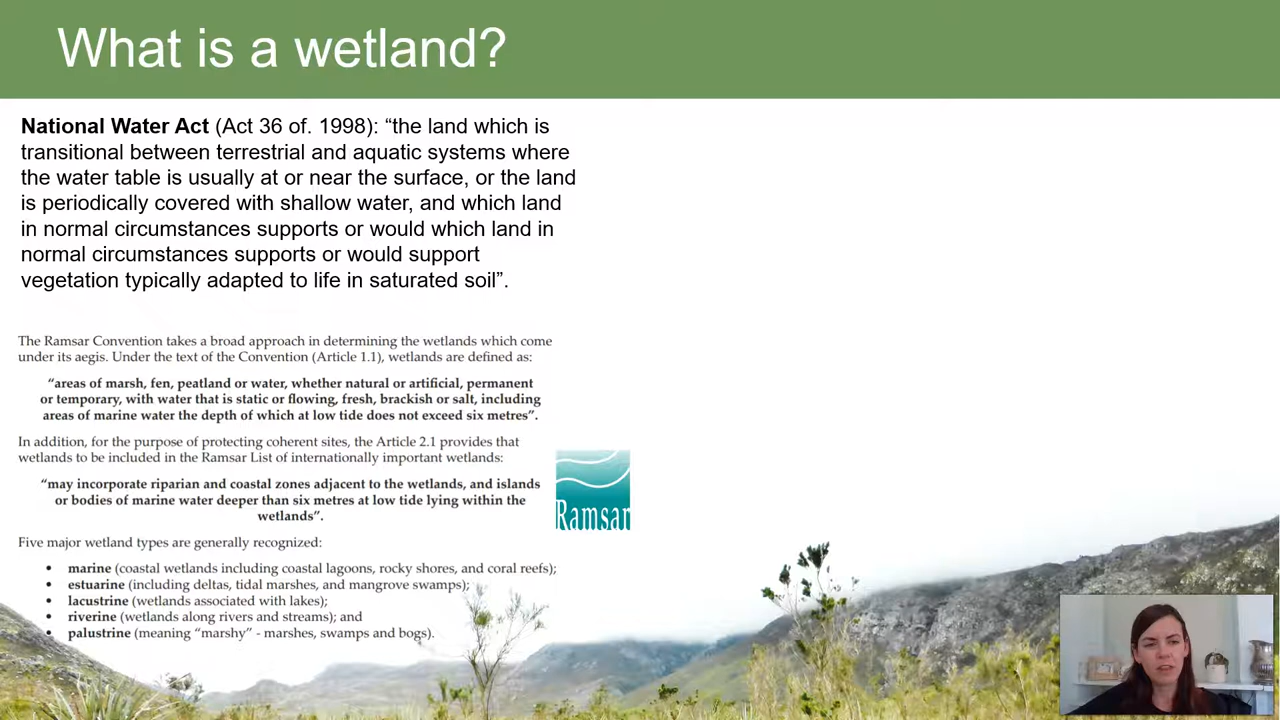 What is a wetland?
National Water Act (Act 36 of. 1998): “the land which is
transitional between terrestrial and aquatic systems where
the water table is usually at or near the surface, or the land
is periodically covered with shallow water, and which land
in normal circumstances supports or would which land in
normal circumstances supports or would support
vegetation typically adapted to life in saturated soil”.
The Ramsar Convention takes a broad approach in determining the wetlands which come
under its aegis. Under the text of the Convention (Article 1.1), wetlands are defined as:
“areas of marsh, fen, peatland or water, whether natural or artificial, permanent
or temporary, with water that is static or flowing, fresh, brackish or salt, including
areas of marine water the depth of which at low tide does not exceed six metres”.
In addition, for the purpose of protecting coherent sites, the Article 2.1 provides that
wetlands to be included in the Ramsar List of internationally important wetlands:
“may incorporate riparian and coastal zones adjacent to the wetlands, and islands
or bodies of marine water deeper than six metres at low tide lying within the
wetlands”.
Ramsar
Five major wetland types are generally recognized:
• marine (coastal wetlands including coastal lagoons, rocky shores, and coral reefs);
• estuarine (including deltas, tidal marshes, and mangrove swamps);
• lacustrine (wetlands associated with lakes);
• riverine (wetlands along rivers and streams); and
• palustrine (meaning “marshy” - marshes, swamps and bogs).